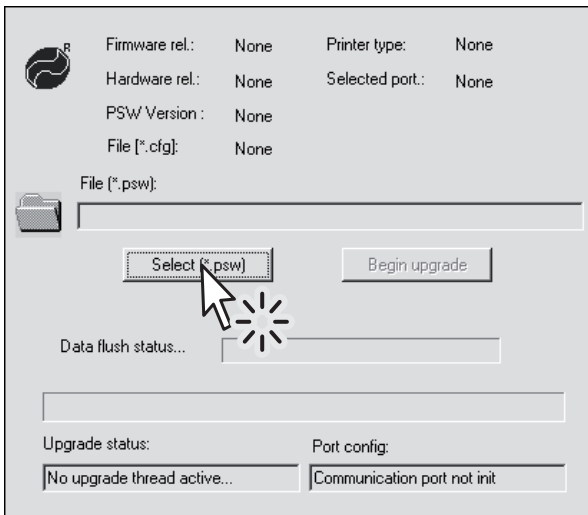 R
Firmware rel.: None Printer type: None
Hardware rel.: None Selected port.: None
PSW Version : None
File [*.cfg]: None
File (*.psw):
Select (*.psw) Begin upgrade
Data flush status...
Upgrade status: Port config:
No upgrade thread active... Communication port not init